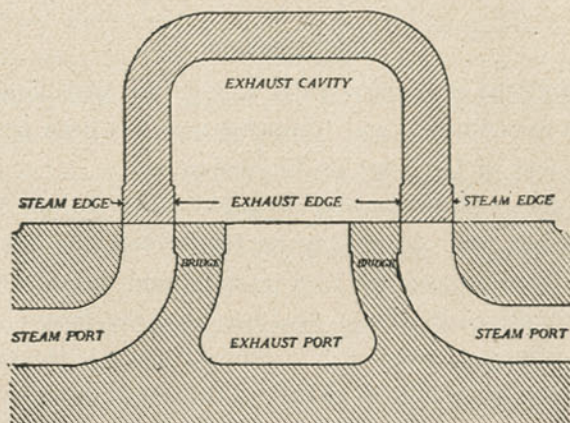 EXHAUST CAVITY
STEAM EDGE
EXHAUST EDGE
STEAM EDGE
BRIDGE
BRIDGE
STEAM PORT
EXHAUST PORT
STEAM PORT